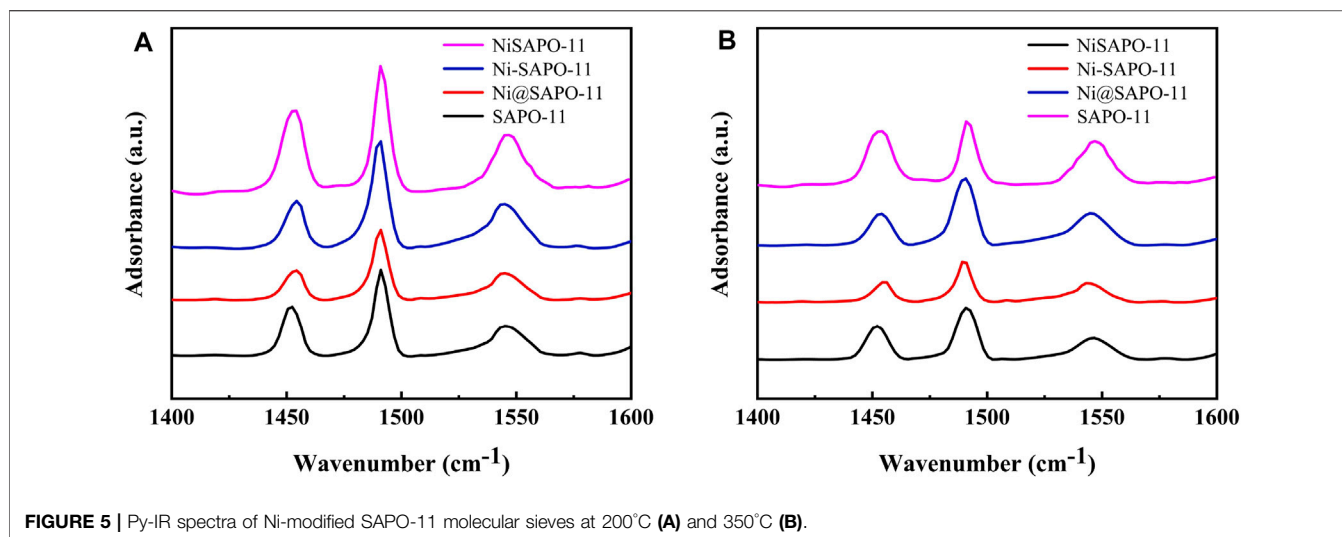 A
NiSAPO-11
Ni-SAPO-11
Ni@SAPO-11
SAPO-11
Adsorbance (a.u.)
1400 1450 1500 1550 1600
Wavenumber (cm-1)
B
NiSAPO-11
Ni-SAPO-11
Ni@SAPO-11
SAPO-11
Adsorbance (a.u.)
1400 1450 1500 1550 1600
Wavenumber (cm-1)
FIGURE 5 | Py-IR spectra of Ni-modified SAPO-11 molecular sieves at 200°C (A) and 350°C (B).